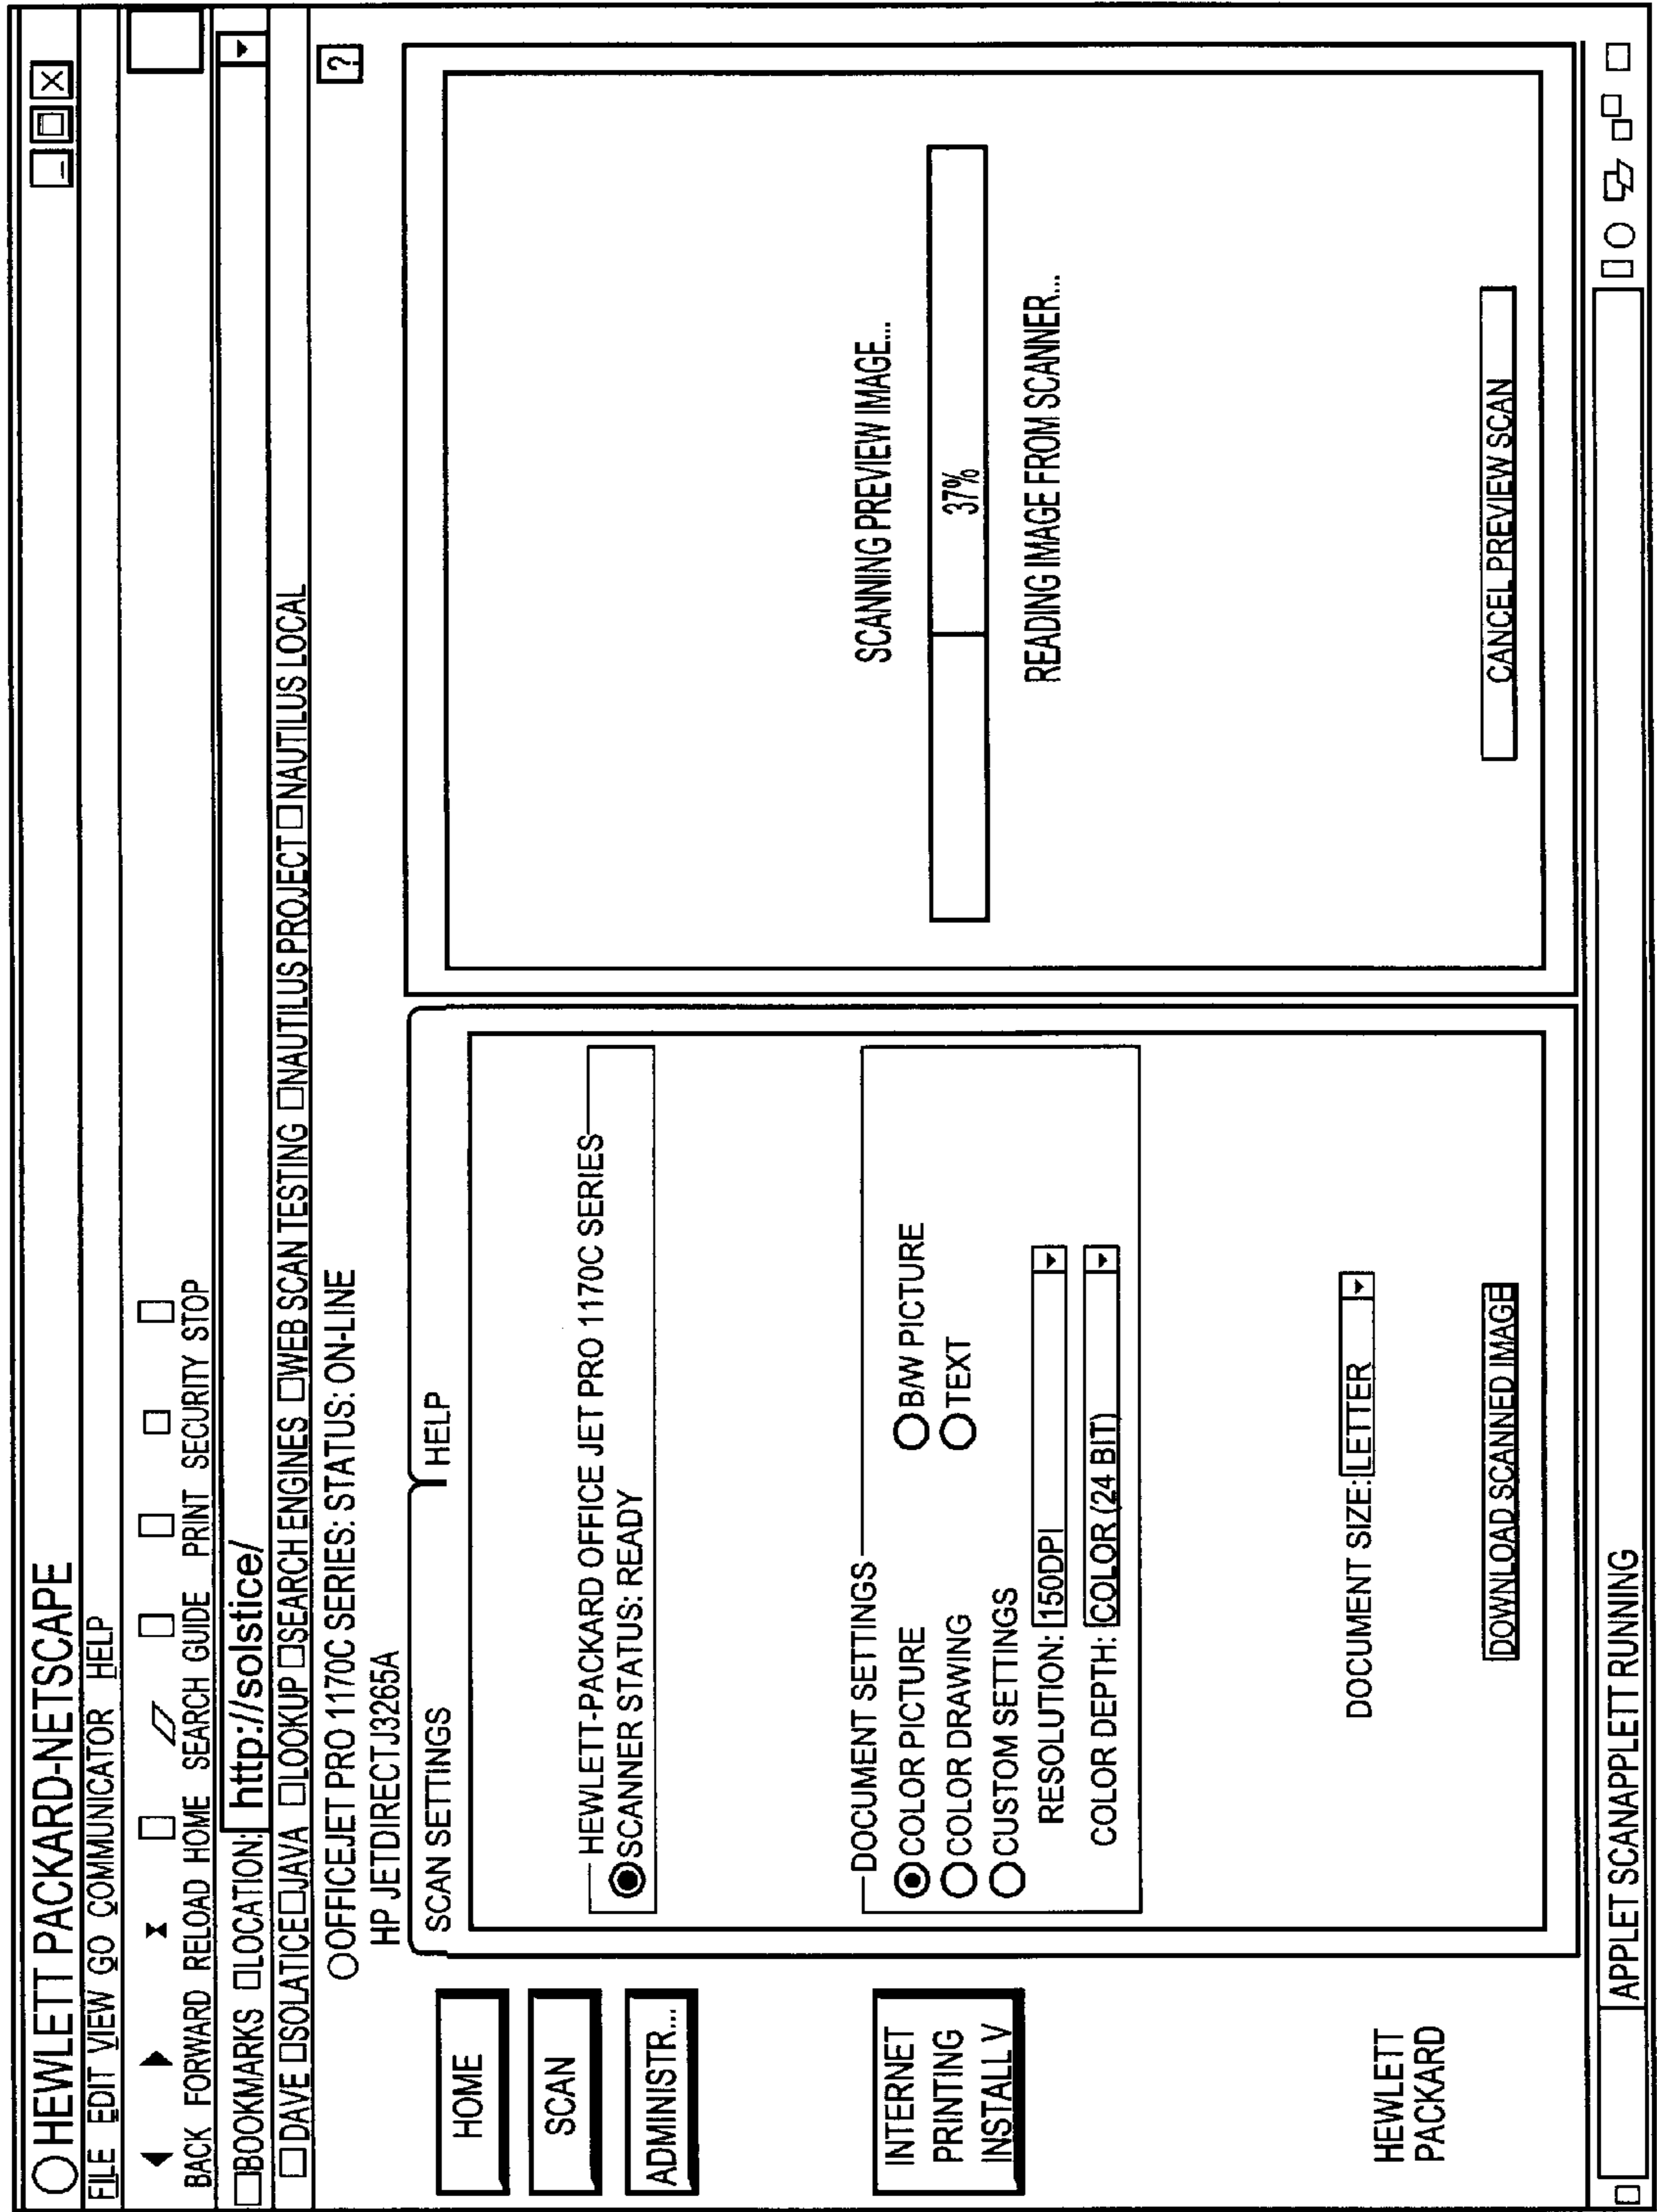 HEWLETT PACKARD-NETSCAPE
FILE EDIT VIEW GO COMMUNICATOR HELP
BACK FORWARD RELOAD HOME SEARCH GUIDE PRINT SECURITY STOP
BOOKMARKS LOCATION: http://solstice/
DAVE SOLATICE JAVA LOOKUP SEARCH ENGINES WEB SCAN TESTING NAUTILUS PROJECT NAUTILUS LOCAL
OFFICEJET PRO 1170C SERIES: STATUS: ON-LINE
?
HP JETDIRECTJ3265A
HOME
SCAN
ADMINISTR...
INTERNET
PRINTING
INSTALL V
HEWLETT
PACKARD
SCAN SETTINGS HELP
HEWLETT-PACKARD OFFICE JET PRO 1170C SERIES
SCANNER STATUS: READY
DOCUMENT SETTINGS
COLOR PICTURE B/W PICTURE
COLOR DRAWING TEXT
CUSTOM SETTINGS
RESOLUTION: 150DPI
COLOR DEPTH: COLOR (24 BIT)
DOCUMENT SIZE: LETTER
DOWNLOAD SCANNED IMAGE
SCANNING PREVIEW IMAGE...
37%
READING IMAGE FROM SCANNER...
CANCEL PREVIEW SCAN
APPLET SCANAPPLETT RUNNING